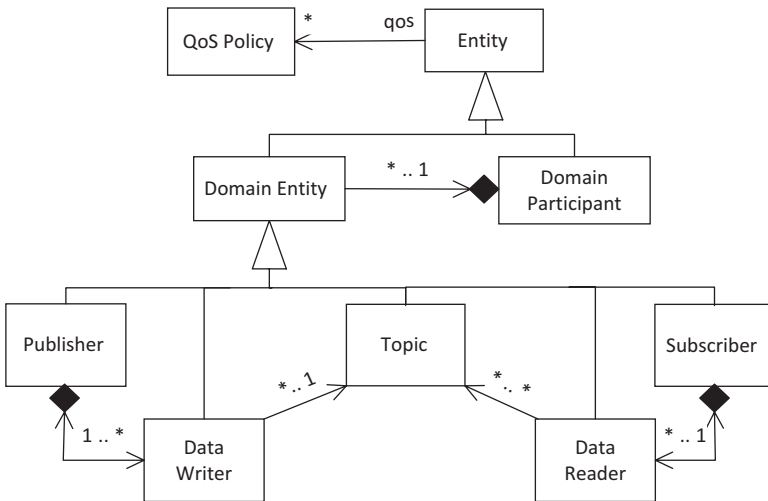 * qos
QoS Policy
Entity
* .. 1
Domain Entity
Domain
Participant
Publisher
Topic
Subscriber
* .. 1
*.. *
1 .. *
Data
Writer
Data
Reader
* .. 1